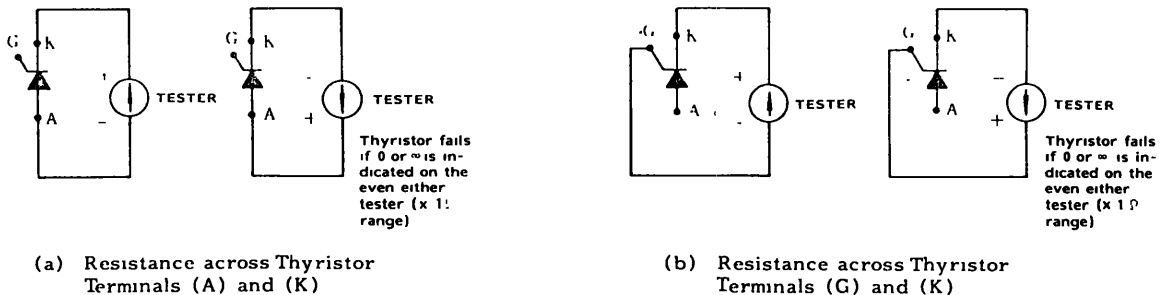 G K
+
TESTER
-
A
G K
-
TESTER
+
A
Thyristor fails
if 0 or ∞ is in-
dicated on the
even either
tester (x 1
range)
(a) Resistance across Thyristor
Terminals (A) and (K)
G K
+
TESTER
A
-
G K
-
TESTER
A
+
Thyristor fails
if 0 or ∞ is in-
dicated on the
even either
tester (x 1 Ω
range)
(b) Resistance across Thyristor
Terminals (G) and (K)